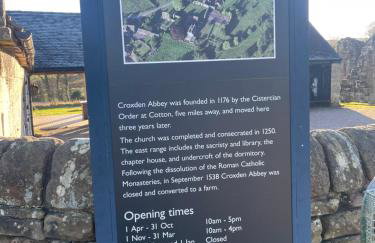 Croxden Abbey was founded in 1176 by the Cistercian
Order at Cotton, five miles away, and moved here
three years later.
The church was completed and consecrated in 1250.
The east range includes the sacristy and library, the
chapter house, and undercroft of the dormitory.
Following the dissolution of the Roman Catholic
Monasteries, in September 1538 Croxden Abbey was
closed and converted to a farm.
Opening times
1 Apr - 31 Oct 10am - 5pm
1 Nov - 31 Mar 10am - 4pm
1 Jan Closed